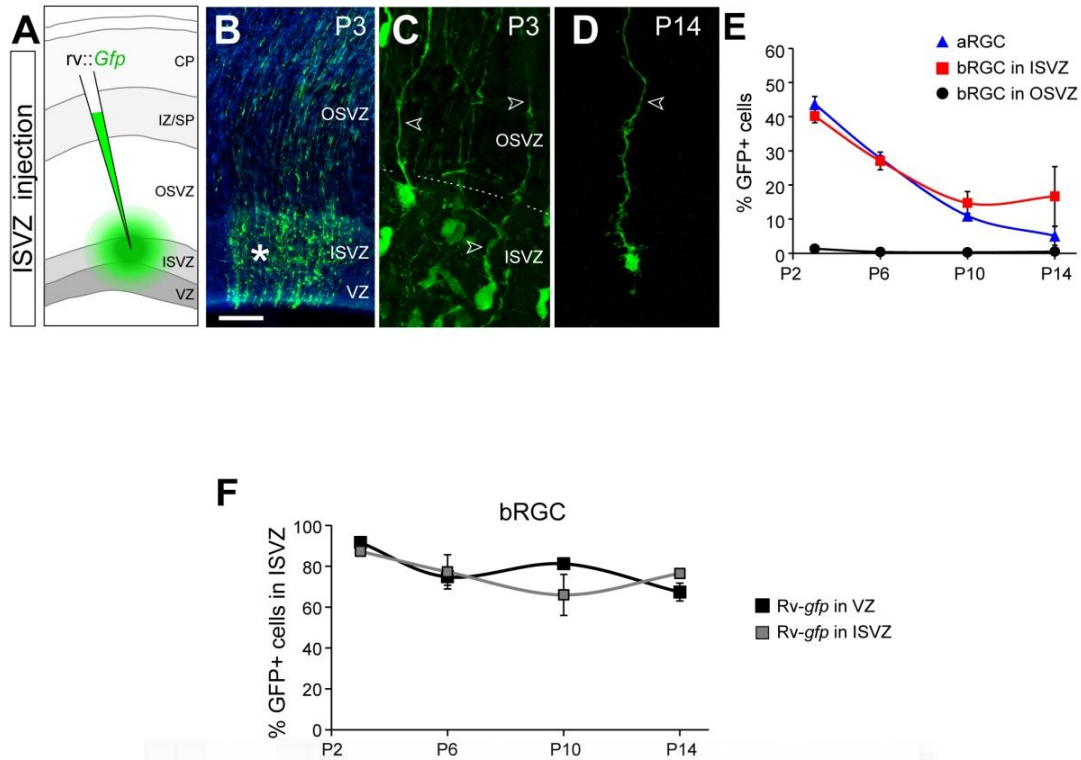 A
ISVZ injection
rv::Gfp
CP
IZ/SP
OSVZ
ISVZ
VZ
B
P3
OSVZ
*
ISVZ
VZ
C
P3
OSVZ
ISVZ
D
P14
E
aRGC
bRGC in ISVZ
bRGC in OSVZ
% GFP+ cells
60
50
40
30
20
10
0
P2
P6
P10
P14
F
bRGC
% GFP+ cells in ISVZ
100
80
60
40
20
0
P2
P6
P10
P14
Rv-gfp in VZ
Rv-gfp in ISVZ